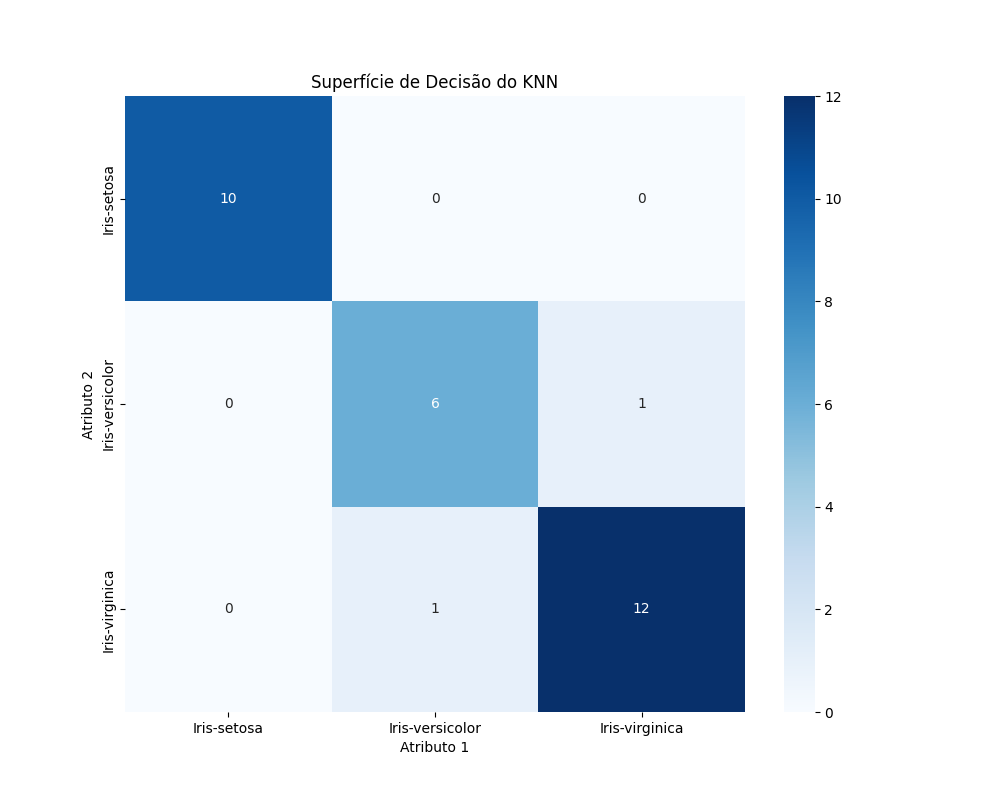 Superfície de Decisão do KNN
Atributo 2
Iris-setosa
10
0
0
Iris-versicolor
0
6
1
Iris-virginica
0
1
12
Iris-setosa
Iris-versicolor
Iris-virginica
Atributo 1
12
10
8
6
4
2
0